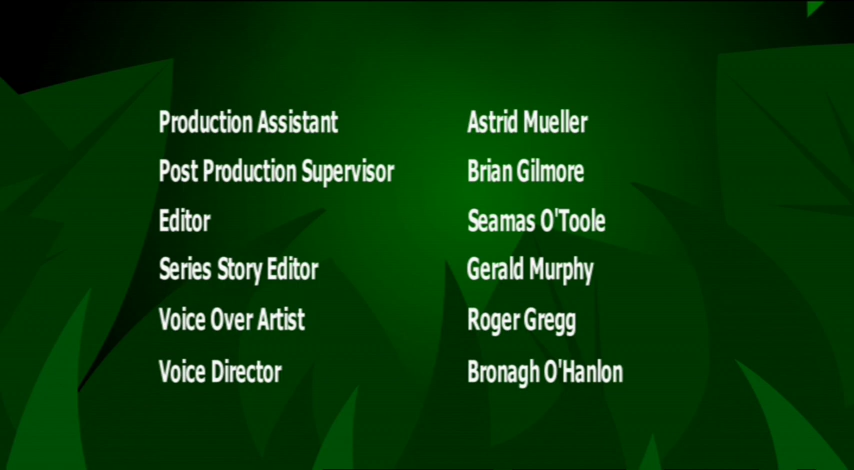 Production Assistant Astrid Mueller
Post Production Supervisor Brian Gilmore
Editor Seamas O'Toole
Series Story Editor Gerald Murphy
Voice Over Artist Roger Gregg
Voice Director Bronagh O'Hanlon